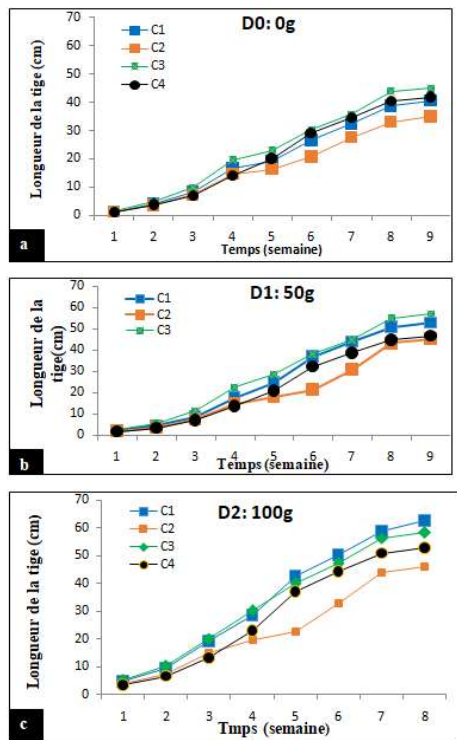 D0: 0g
C1
C2
C3
C4
Longueur de la tige (cm)
70
60
50
40
30
20
10
0
1 2 3 4 5 6 7 8 9
Temps (semaine)
a
D1: 50g
C1
C2
C3
Longueur de la
tige(cm)
70
60
50
40
30
20
10
0
1 2 3 4 5 6 7 8 9
Temps (semaine)
b
D2: 100g
C1
C2
C3
C4
Longueur de la tige (cm)
70
60
50
40
30
20
10
0
1 2 3 4 5 6 7 8
Tmps (semaine)
c